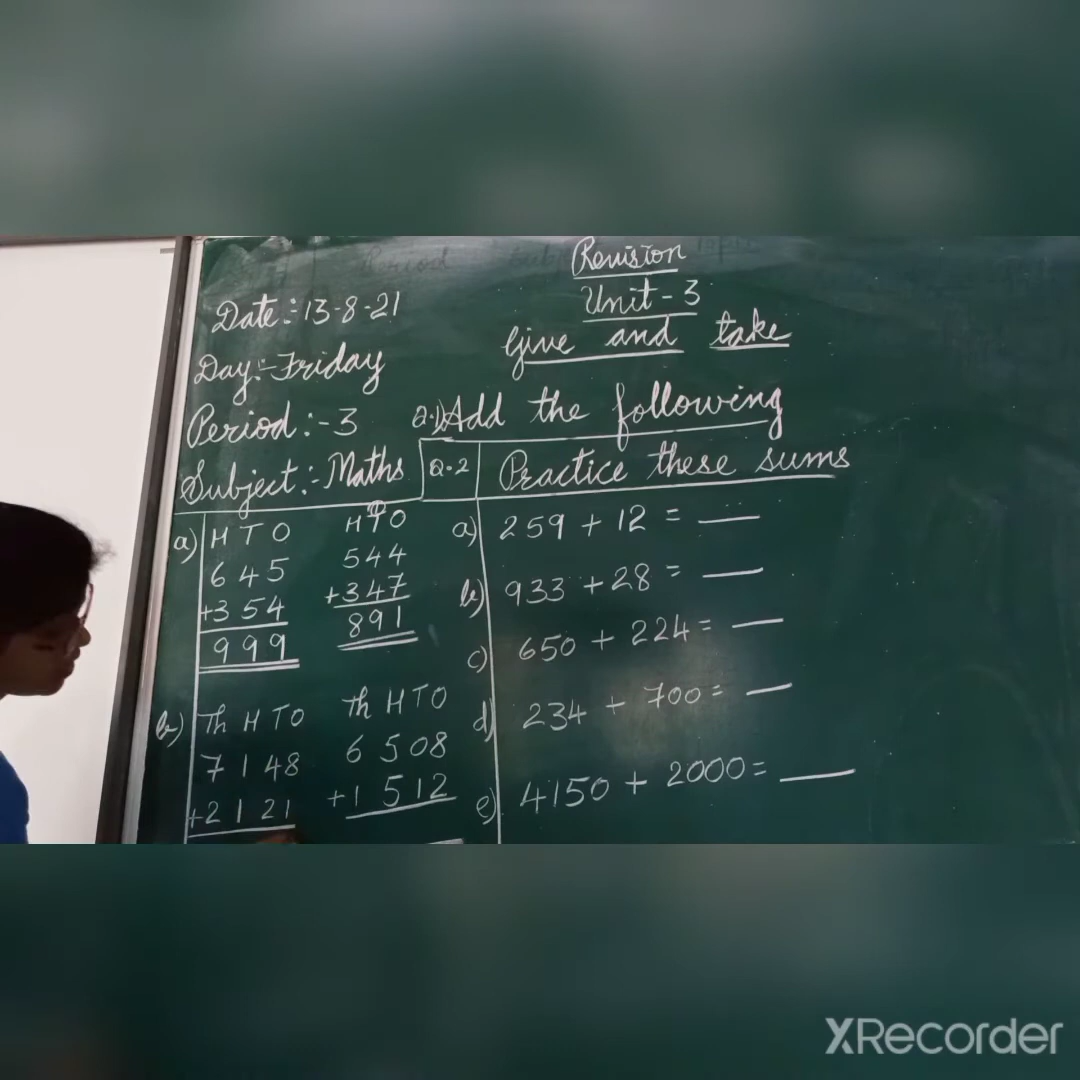 Revision
Unit - 3
Give and take
Date :- 13-8-21
Day :- Friday
Period :- 3
Subject :- Maths
Q.1) Add the following
a) H T O   H T O
6 4 5   5 4 4
+3 5 4   +3 4 7
9 9 9   8 9 1
b) Th H T O   Th H T O
7 1 4 8   6 5 0 8
+2 1 2 1   +1 5 1 2
Q.2 Practice these sums
a) 259 + 12 = ___
b) 933 + 28 = ___
c) 650 + 224 = ___
d) 234 + 700 = ___
e) 4150 + 2000 = ___
XRecorder